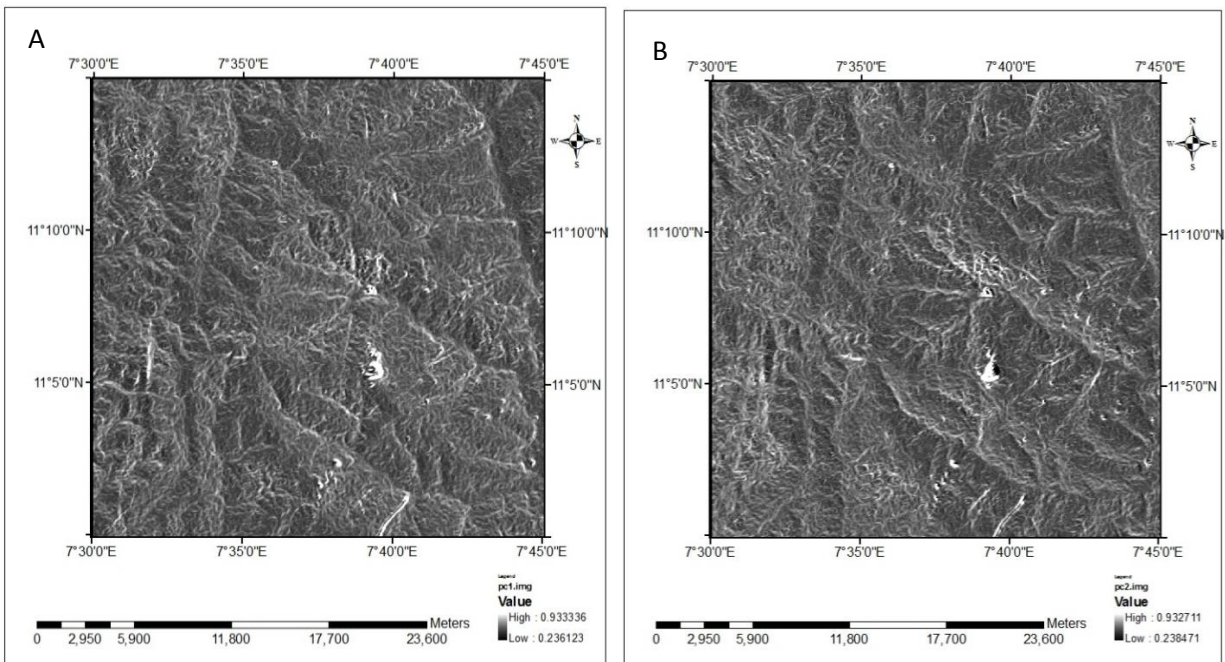 A
7°30'0"E 7°35'0"E 7°40'0"E 7°45'0"E
N
W E
S
11°10'0"N 11°10'0"N
11°5'0"N 11°5'0"N
7°30'0"E 7°35'0"E 7°40'0"E 7°45'0"E
Legend
pc1.img
Value
High : 0.933336
Low : 0.236123
Meters
0 2,950 5,900 11,800 17,700 23,600
B
7°30'0"E 7°35'0"E 7°40'0"E 7°45'0"E
N
W E
S
11°10'0"N 11°10'0"N
11°5'0"N 11°5'0"N
7°30'0"E 7°35'0"E 7°40'0"E 7°45'0"E
Legend
pc2.img
Value
High : 0.932711
Low : 0.238471
Meters
0 2,950 5,900 11,800 17,700 23,600